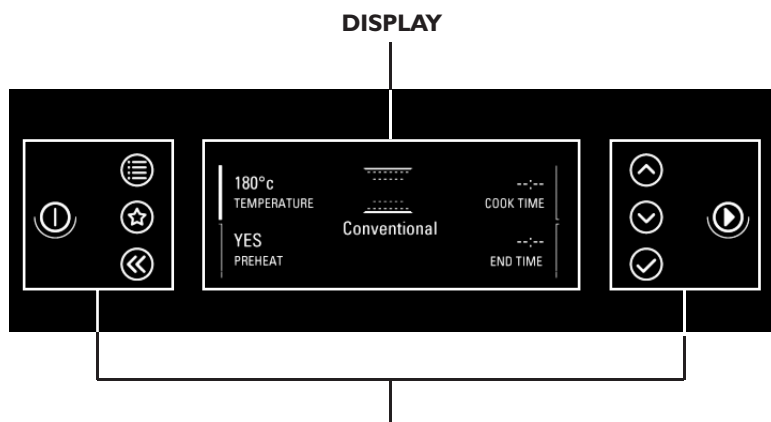 DISPLAY
180°c
TEMPERATURE
YES
PREHEAT
Conventional
--:--
COOK TIME
--:--
END TIME